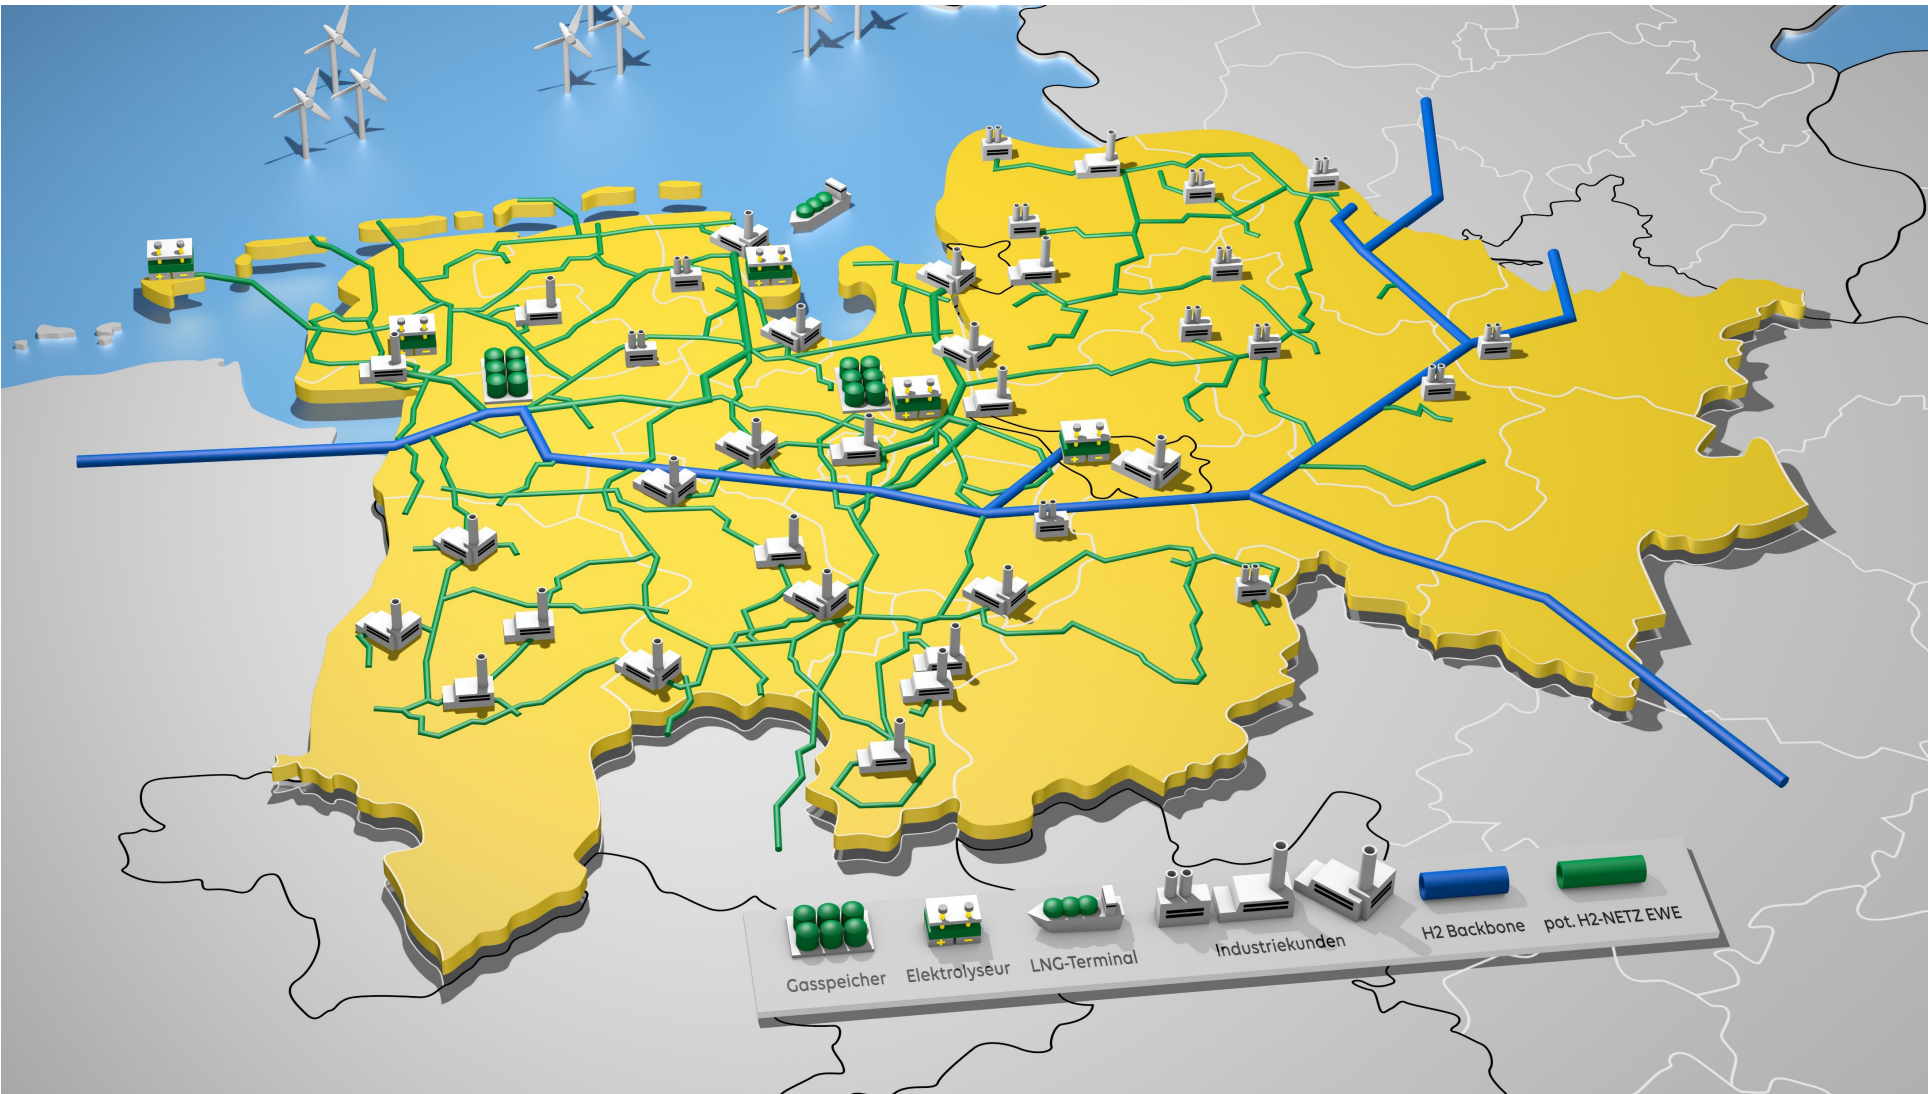 Gasspeicher
Elektrolyseur
LNG-Terminal
Industriekunden
H2 Backbone
pot. H2-NETZ EWE